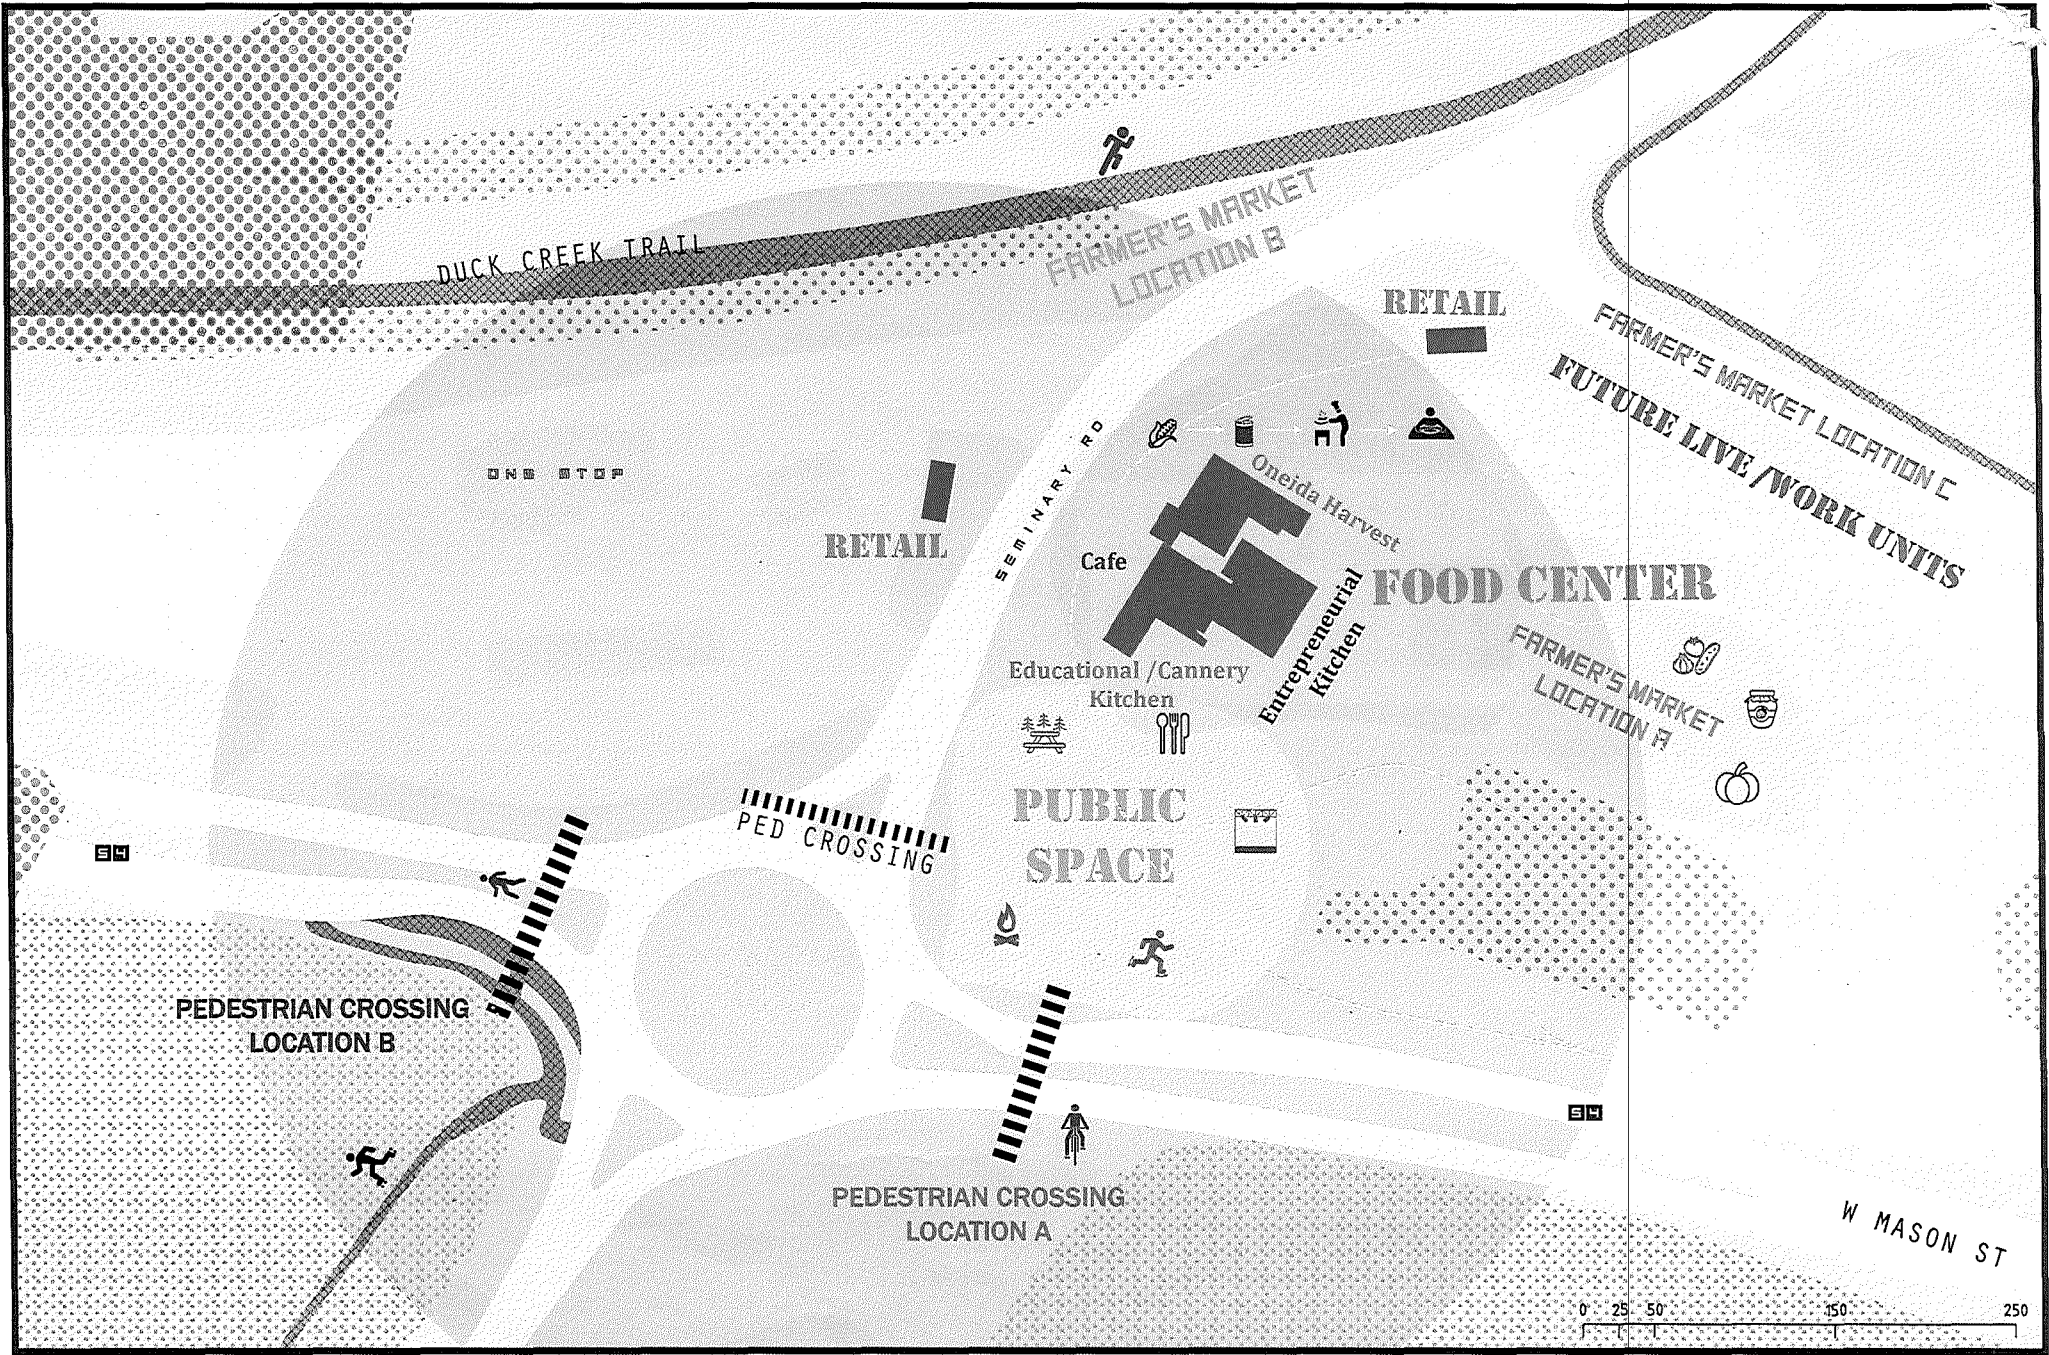 DUCK CREEK TRAIL
FARMER'S MARKET
LOCATION B
RETAIL
FARMER'S MARKET LOCATION C
FUTURE LIVE/WORK UNITS
ONE STOP
RETAIL
SEMINARY RD
Oneida Harvest
Cafe
FOOD CENTER
Entrepreneurial
Kitchen
Educational /Cannery
Kitchen
FARMER'S MARKET
LOCATION A
PUBLIC
SPACE
PED CROSSING
54
PEDESTRIAN CROSSING
LOCATION B
54
PEDESTRIAN CROSSING
LOCATION A
W MASON ST
0 25 50 150 250